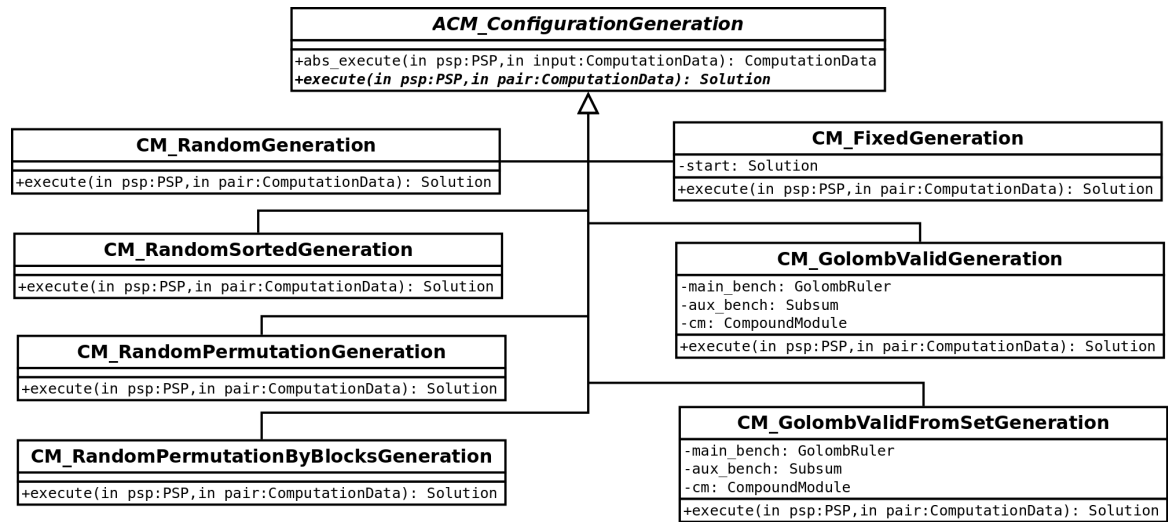 ACM_ConfigurationGeneration
+abs_execute(in psp:PSP,in input:ComputationData): ComputationData
+execute(in psp:PSP,in pair:ComputationData): Solution
CM_RandomGeneration
+execute(in psp:PSP,in pair:ComputationData): Solution
CM_FixedGeneration
-start: Solution
+execute(in psp:PSP,in pair:ComputationData): Solution
CM_RandomSortedGeneration
+execute(in psp:PSP,in pair:ComputationData): Solution
CM_GolombValidGeneration
-main_bench: GolombRuler
-aux_bench: Subsum
-cm: CompoundModule
+execute(in psp:PSP,in pair:ComputationData): Solution
CM_RandomPermutationGeneration
+execute(in psp:PSP,in pair:ComputationData): Solution
CM_GolombValidFromSetGeneration
-main_bench: GolombRuler
-aux_bench: Subsum
-cm: CompoundModule
+execute(in psp:PSP,in pair:ComputationData): Solution
CM_RandomPermutationByBlocksGeneration
+execute(in psp:PSP,in pair:ComputationData): Solution